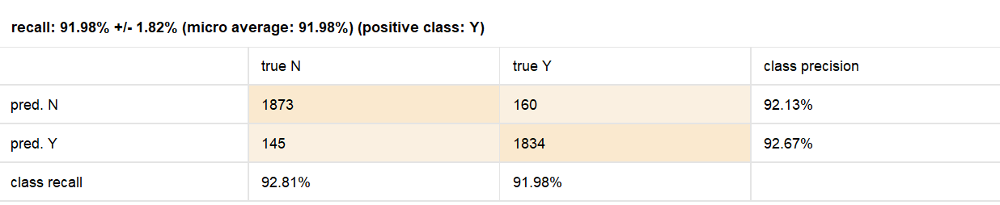 recall: 91.98% +/- 1.82% (micro average: 91.98%) (positive class: Y)
true N true Y class precision
pred. N 1873 160 92.13%
pred. Y 145 1834 92.67%
class recall 92.81% 91.98%